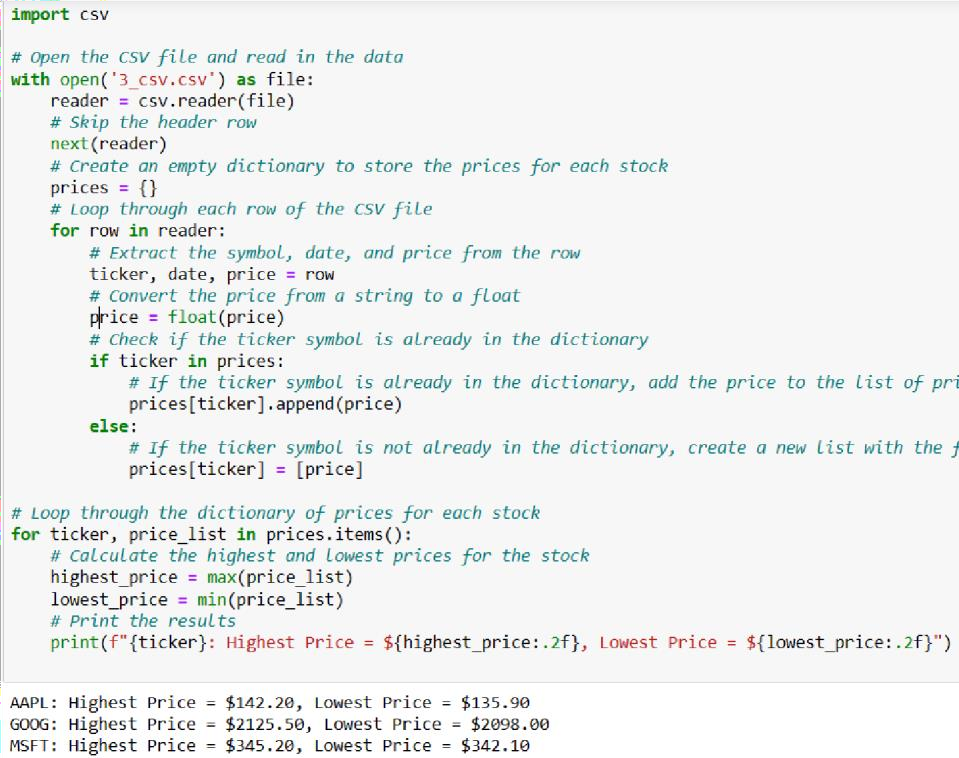 import csv
# Open the CSV file and read in the data
with open('3_csv.csv') as file:
    reader = csv.reader(file)
    # Skip the header row
    next(reader)
    # Create an empty dictionary to store the prices for each stock
    prices = {}
    # Loop through each row of the CSV file
    for row in reader:
        # Extract the symbol, date, and price from the row
        ticker, date, price = row
        # Convert the price from a string to a float
        price = float(price)
        # Check if the ticker symbol is already in the dictionary
        if ticker in prices:
            # If the ticker symbol is already in the dictionary, add the price to the list of pri
            prices[ticker].append(price)
        else:
            # If the ticker symbol is not already in the dictionary, create a new list with the f
            prices[ticker] = [price]
# Loop through the dictionary of prices for each stock
for ticker, price_list in prices.items():
    # Calculate the highest and lowest prices for the stock
    highest_price = max(price_list)
    lowest_price = min(price_list)
    # Print the results
    print(f"{ticker}: Highest Price = ${highest_price:.2f}, Lowest Price = ${lowest_price:.2f}")
AAPL: Highest Price = $142.20, Lowest Price = $135.90
GOOG: Highest Price = $2125.50, Lowest Price = $2098.00
MSFT: Highest Price = $345.20, Lowest Price = $342.10